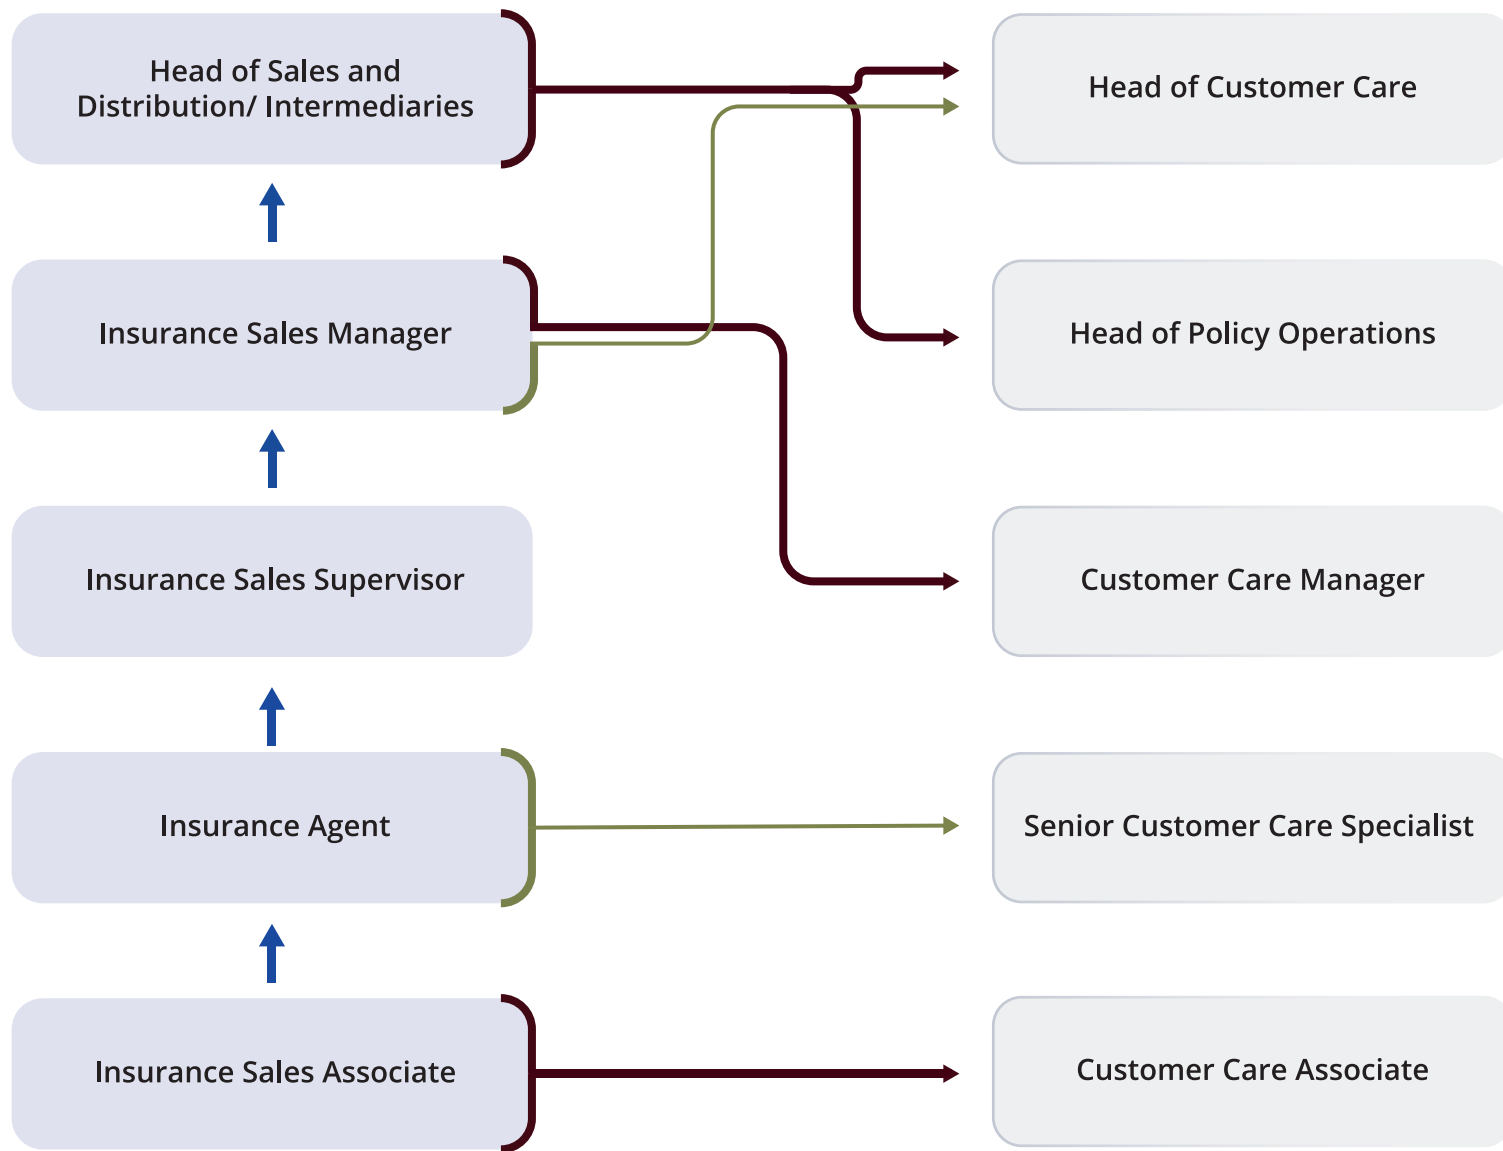 Head of Sales and
Distribution/ Intermediaries
Head of Customer Care
Insurance Sales Manager
Head of Policy Operations
Insurance Sales Supervisor
Customer Care Manager
Insurance Agent
Senior Customer Care Specialist
Insurance Sales Associate
Customer Care Associate